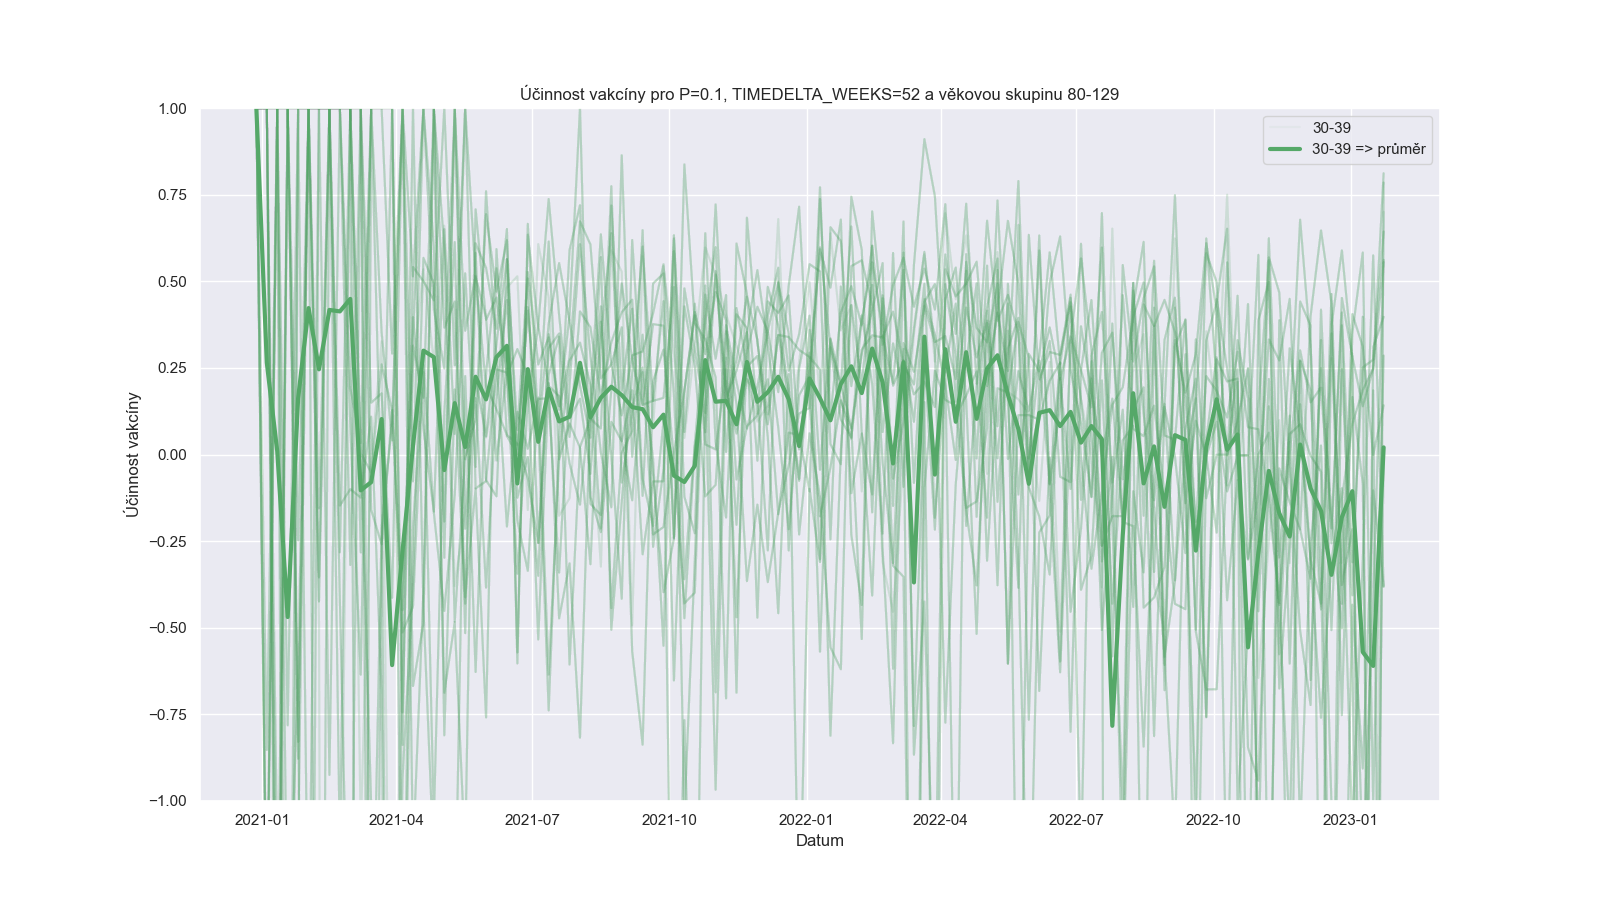 Účinnost vakcíny pro P=0.1, TIMEDELTA_WEEKS=52 a věkovou skupinu 80-129
30-39
30-39 => průměr
1.00
0.75
0.50
0.25
0.00
−0.25
−0.50
−0.75
−1.00
Účinnost vakcíny
2021-01 2021-04 2021-07 2021-10 2022-01 2022-04 2022-07 2022-10 2023-01
Datum